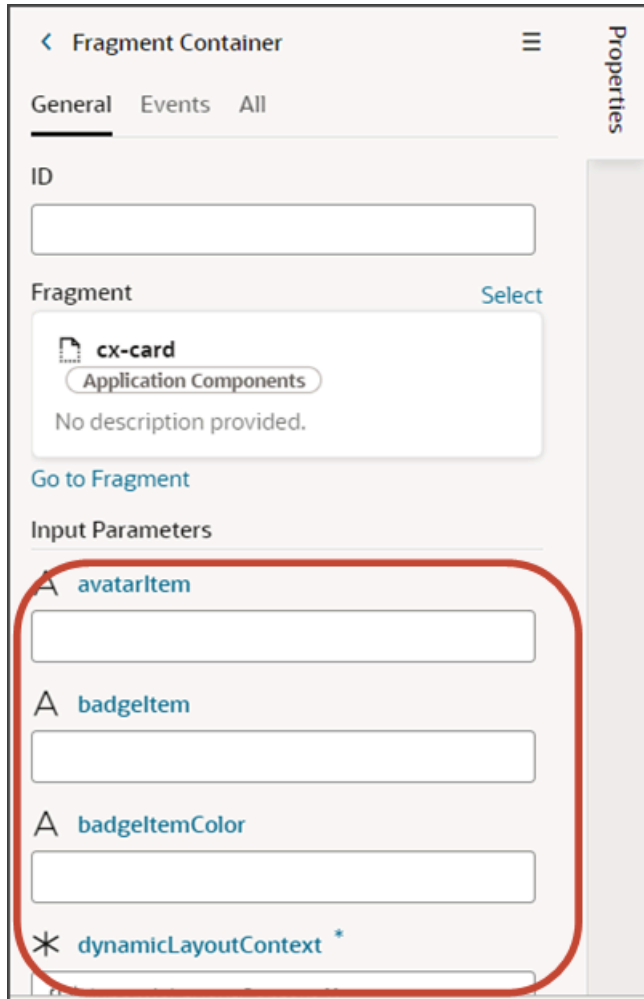 Fragment Container
Properties
General Events All
ID
Fragment Select
cx-card
Application Components
No description provided.
Go to Fragment
Input Parameters
A avatarItem
A badgeItem
A badgeItemColor
dynamicLayoutContext *